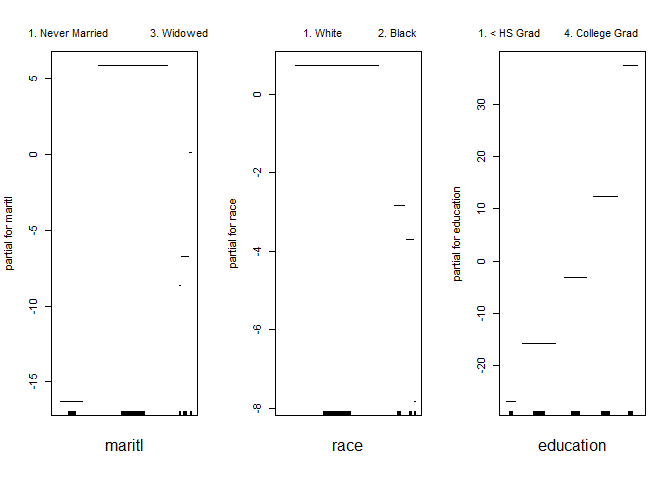 1. Never Married 3. Widowed
5
0
-5
-10
-15
partial for maritl
maritl
1. White 2. Black
0
-2
-4
-6
-8
partial for race
race
1. < HS Grad 4. College Grad
30
20
10
0
-10
-20
partial for education
education